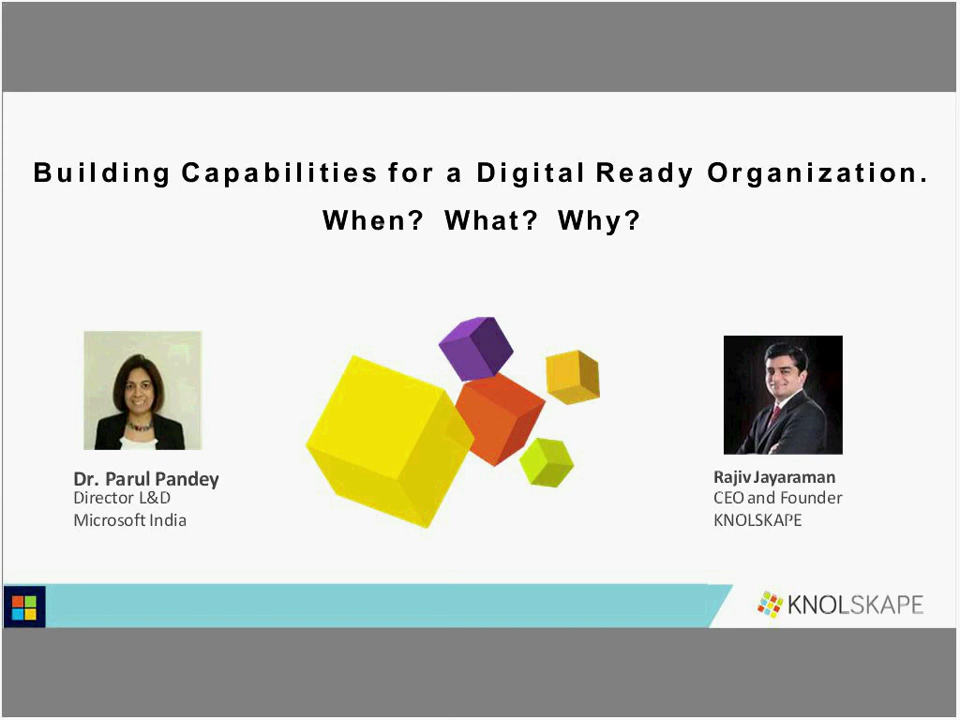 Building Capabilities for a Digital Ready Organization.
When? What? Why?
Dr. Parul Pandey
Director L&D
Microsoft India
Rajiv Jayaraman
CEO and Founder
KNOLSKAPE
KNOLSKAPE